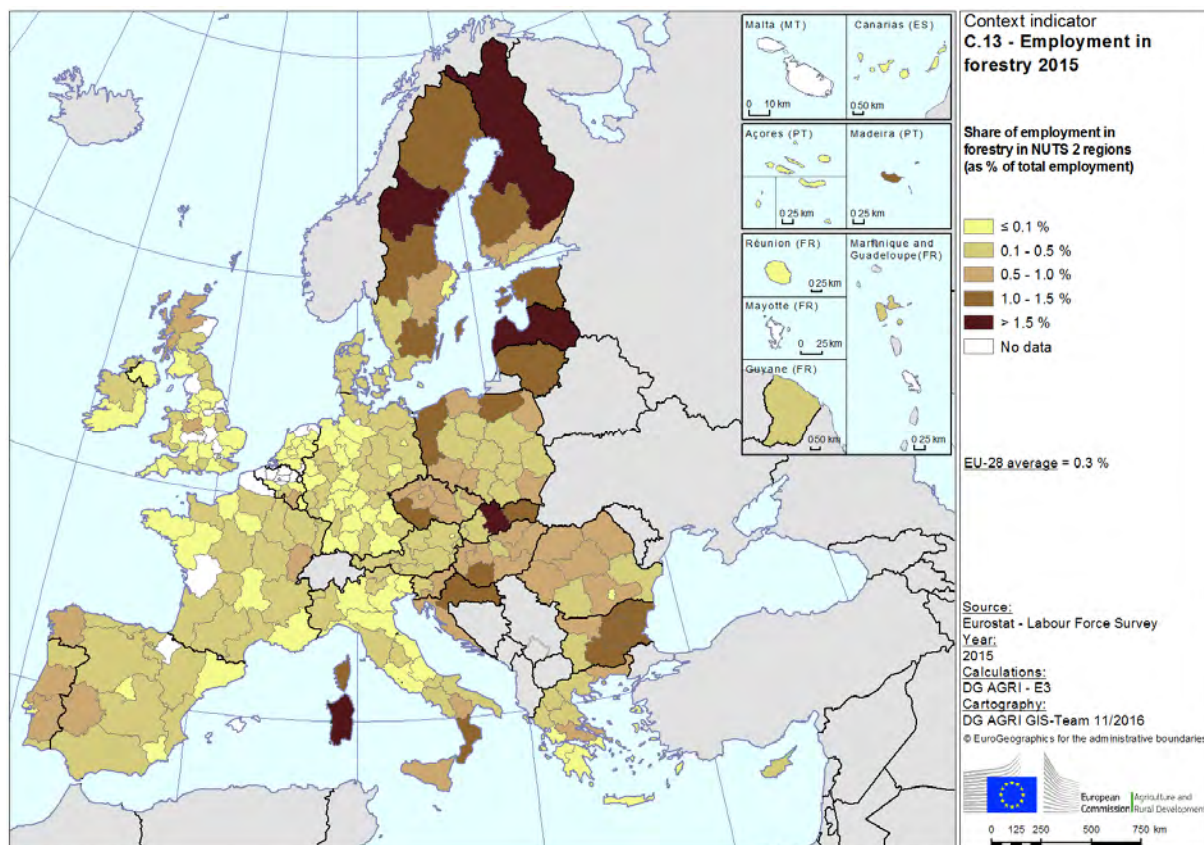 Malta (MT)
0 10 km
Canarias (ES)
0 50 km
Açores (PT)
0 25 km
Madeira (PT)
0 25 km
Réunion (FR)
0 25 km
Martinique and
Guadeloupe(FR)
0 25 km
Mayotte (FR)
0 25 km
Guyane (FR)
0 50 km
Context indicator
C.13 - Employment in
forestry 2015
Share of employment in
forestry in NUTS 2 regions
(as % of total employment)
≤ 0.1 %
0.1 - 0.5 %
0.5 - 1.0 %
1.0 - 1.5 %
> 1.5 %
No data
EU-28 average = 0.3 %
Source:
Eurostat - Labour Force Survey
Year:
2015
Calculations:
DG AGRI - E3
Cartography:
DG AGRI GIS-Team 11/2016
© EuroGeographics for the administrative boundaries
European
Commission
Agriculture and
Rural Development
0 125 250 500 750 km